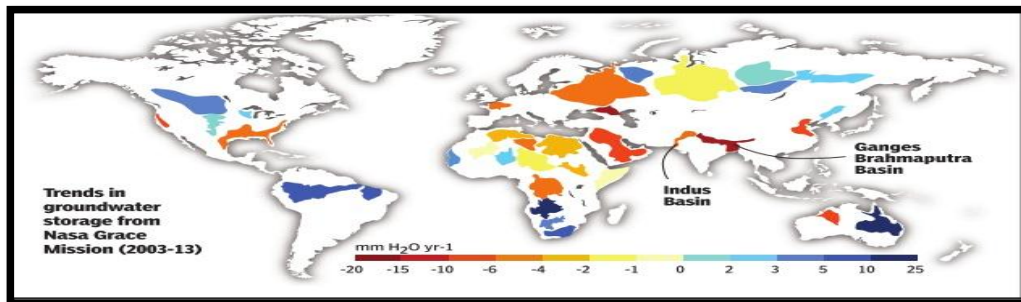 Ganges
Brahmaputra
Basin
Indus
Basin
Trends in
groundwater
storage from
Nasa Grace
Mission (2003-13)
mm H₂O yr-1
-20 -15 -10 -6 -4 -2 -1 0 2 3 5 10 25